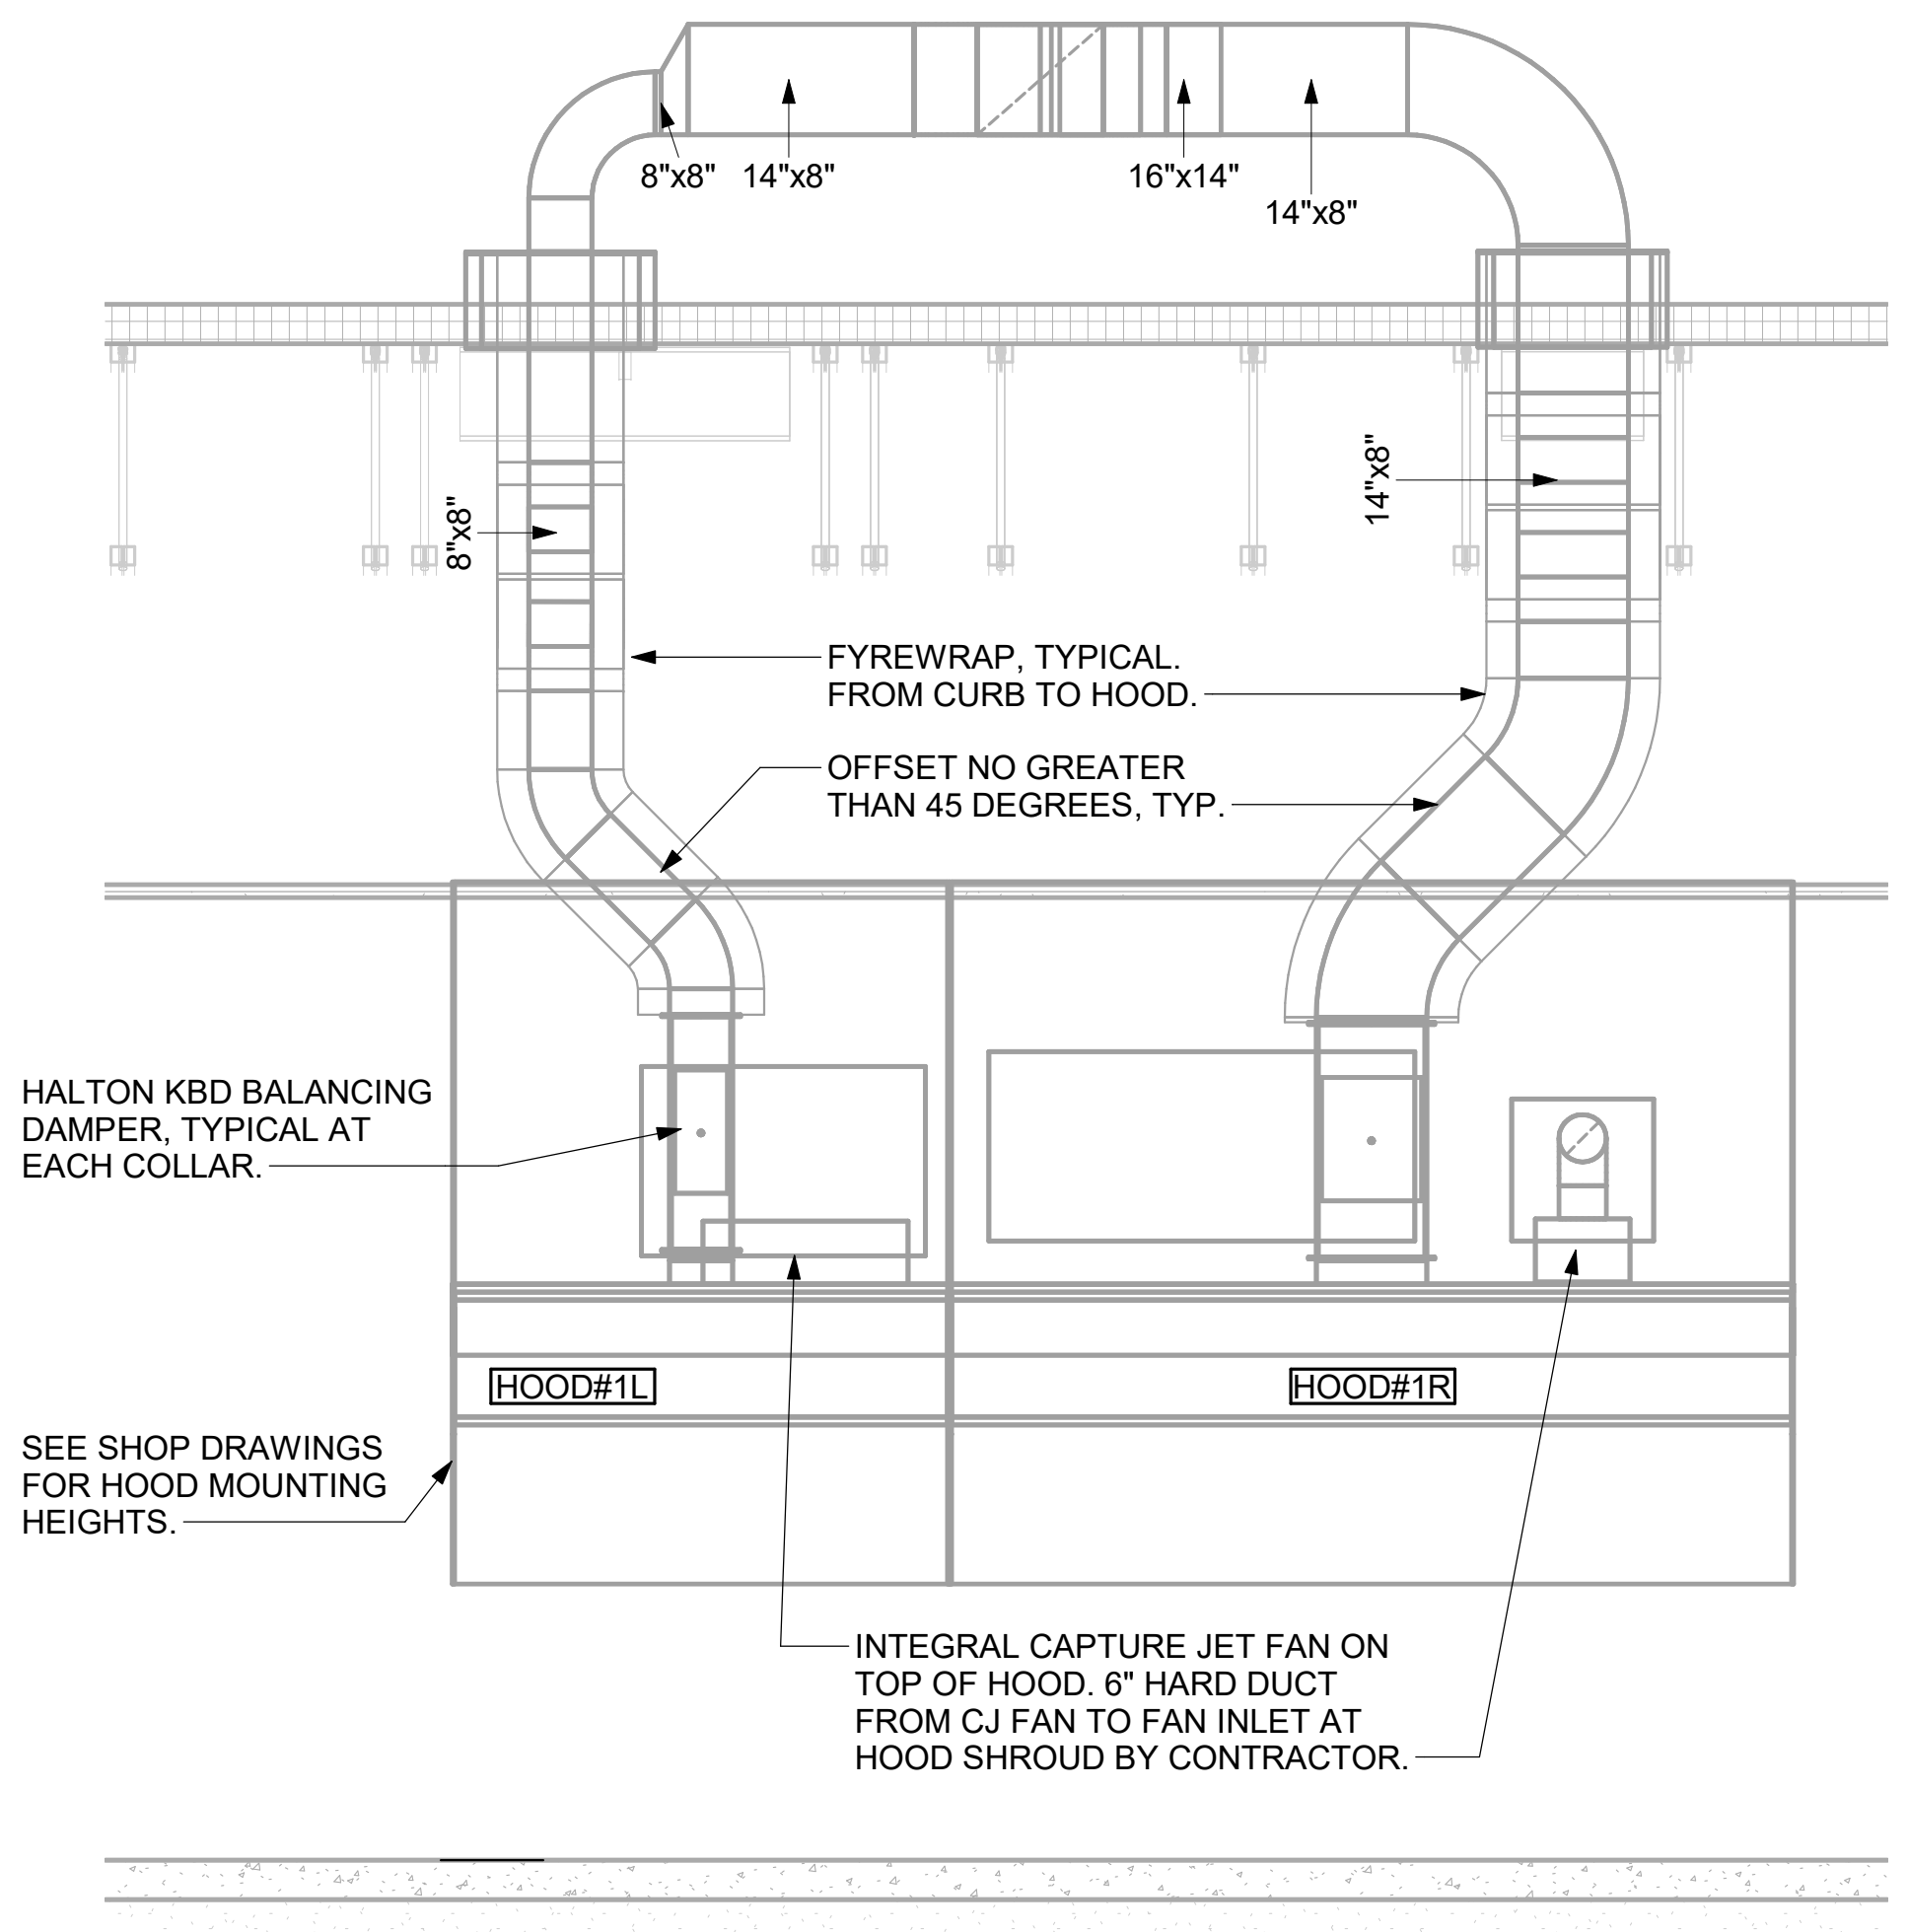 8"x8"
14"x8"
16"x14"
14"x8"
8"x8"
14"x8"
FYREWRAP, TYPICAL.
FROM CURB TO HOOD.
OFFSET NO GREATER
THAN 45 DEGREES, TYP.
HALTON KBD BALANCING
DAMPER, TYPICAL AT
EACH COLLAR.
HOOD#1L
HOOD#1R
SEE SHOP DRAWINGS
FOR HOOD MOUNTING
HEIGHTS.
INTEGRAL CAPTURE JET FAN ON
TOP OF HOOD. 6" HARD DUCT
FROM CJ FAN TO FAN INLET AT
HOOD SHROUD BY CONTRACTOR.